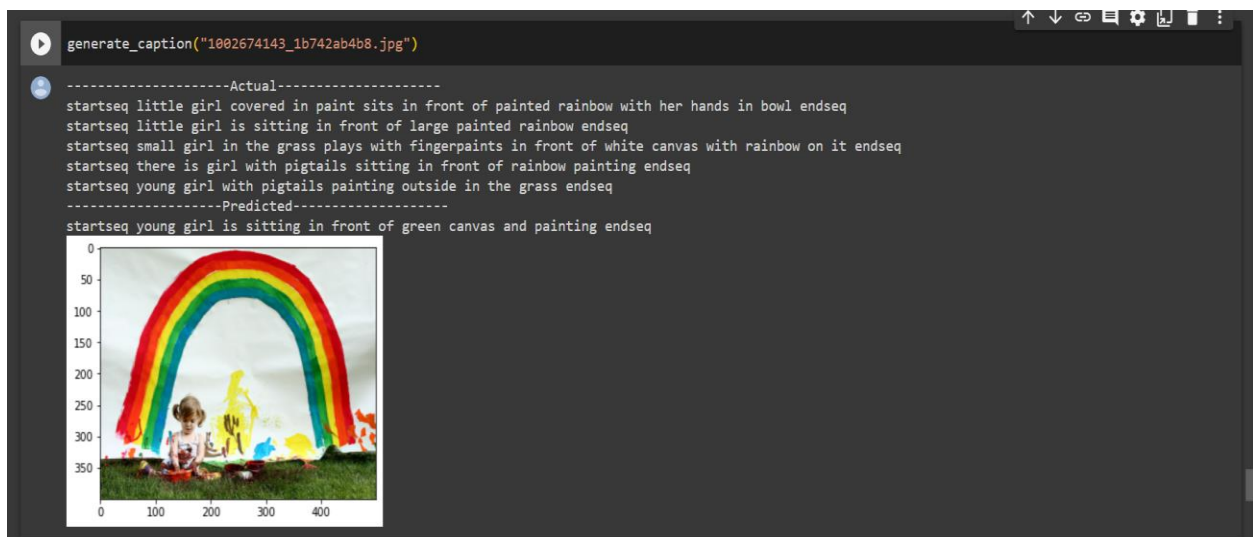 generate_caption("1002674143_1b742ab4b8.jpg")
---------------------Actual---------------------
startseq little girl covered in paint sits in front of painted rainbow with her hands in bowl endseq
startseq little girl is sitting in front of large painted rainbow endseq
startseq small girl in the grass plays with fingerpaints in front of white canvas with rainbow on it endseq
startseq there is girl with pigtails sitting in front of rainbow painting endseq
startseq young girl with pigtails painting outside in the grass endseq
--------------------Predicted--------------------
startseq young girl is sitting in front of green canvas and painting endseq
0
50
100
150
200
250
300
350
0 100 200 300 400